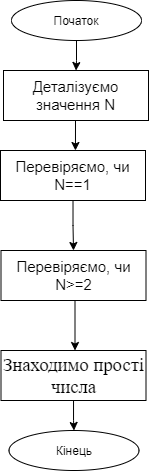 Початок
Деталізуємо
значення N
Перевіряємо, чи
N==1
Перевіряємо, чи
N>=2
Знаходимо прості
числа
Кінець